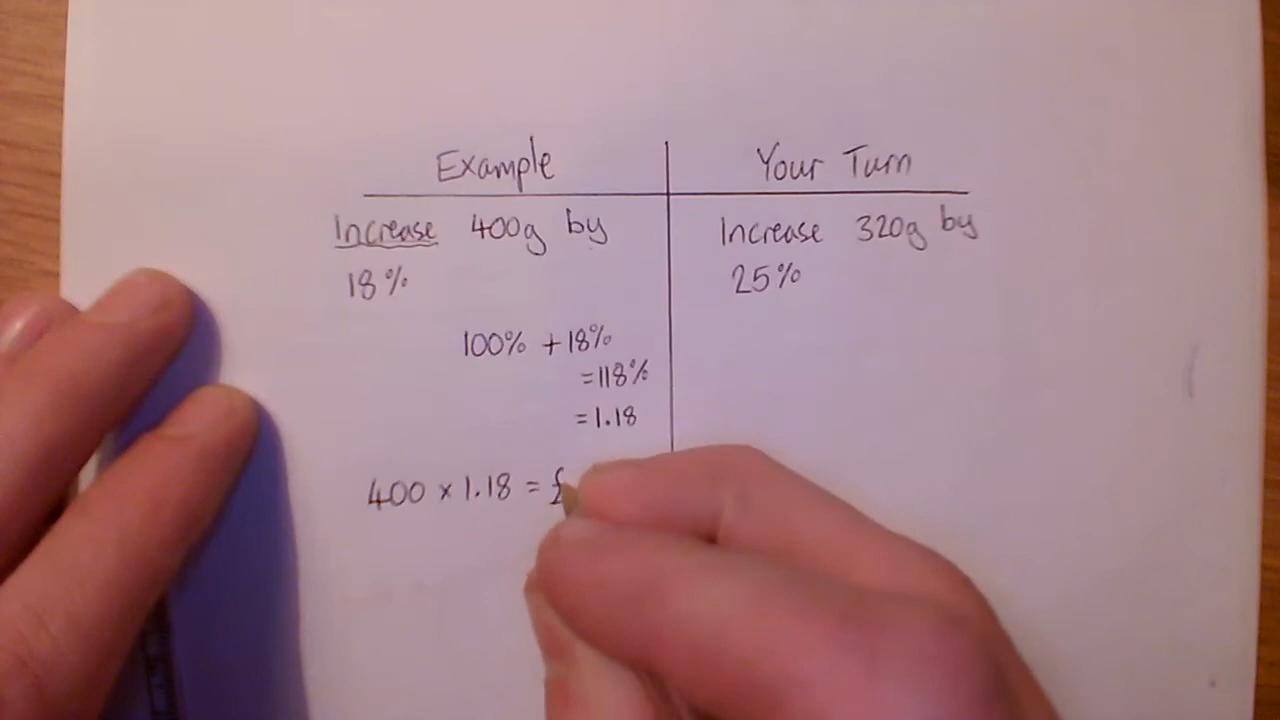 Example
Increase 400g by
18%
100% + 18%
= 118%
= 1.18
400 × 1.18 = £
Your Turn
Increase 320g by
25%